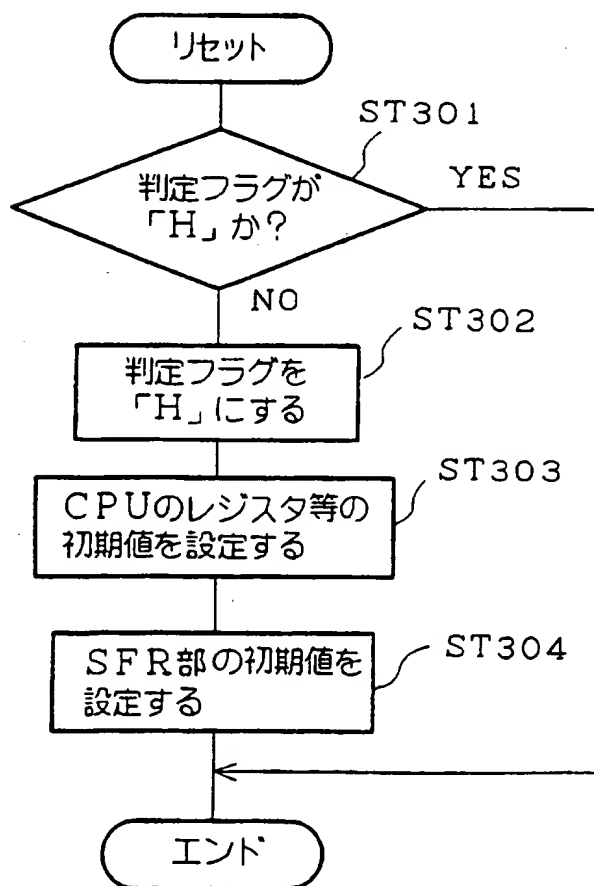 リセット
ST301
判定フラグが
「H」か?
YES
NO
ST302
判定フラグを
「H」にする
ST303
CPUのレジスタ等の
初期値を設定する
ST304
SFR部の初期値を
設定する
エンド